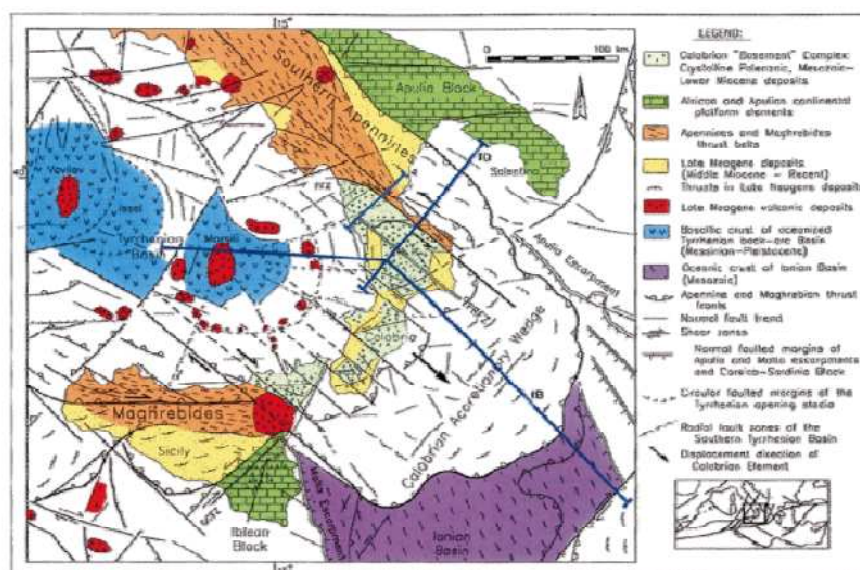 15°
0 100 km
Southern Apennines
Apulia Block
Salentina
Vavilov
Issel
Tyrrhenian
Basin
Marsili
Apulia Escarpment
Calabria
Calabrian Accretionary Wedge
Maghrebides
Sicily
Iblean
Block
Malta Escarpment
Ionian
Basin
15°
LEGEND:
Calabrian "Basement" Complex:
Crystalline Paleozoic, Mesozoic-
Lower Miocene deposits
African and Apulian continental
platform elements
Apennines and Maghrebides
thrust belts
Late Neogene deposits
(Middle Miocene - Recent)
Thrusts in Late Neogene deposits
Late Neogene volcanic deposits
Basaltic crust of oceanized
Tyrrhenian back-arc Basin
(Messinian-Pleistocene)
Oceanic crust of Ionian Basin
(Mesozoic)
Apennine and Maghrebian thrust
fronts
Normal fault trend
Shear zones
Normal faulted margins of
Apulia and Malta escarpments
and Corsica-Sardinia Block
Circular faulted margins of the
Tyrrhenian opening stadia
Radial fault zones of the
Southern Tyrrhenian Basin
Displacement direction of
Calabrian Element